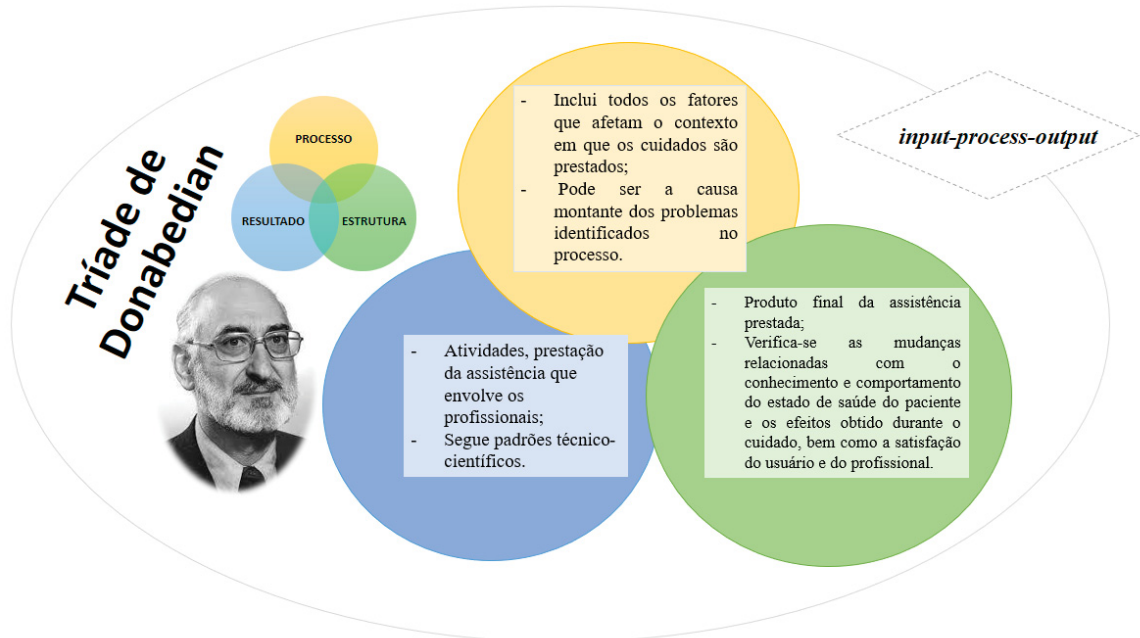 Tríade de
Donabedian
PROCESSO
RESULTADO
ESTRUTURA
- Inclui todos os fatores
que afetam o contexto
em que os cuidados são
prestados;
- Pode ser a causa
montante dos problemas
identificados no
processo.
input-process-output
- Atividades, prestação
da assistência que
envolve os
profissionais;
- Segue padrões técnico-
científicos.
- Produto final da assistência
prestada;
- Verifica-se as mudanças
relacionadas com o
conhecimento e comportamento
do estado de saúde do paciente
e os efeitos obtido durante o
cuidado, bem como a satisfação
do usuário e do profissional.